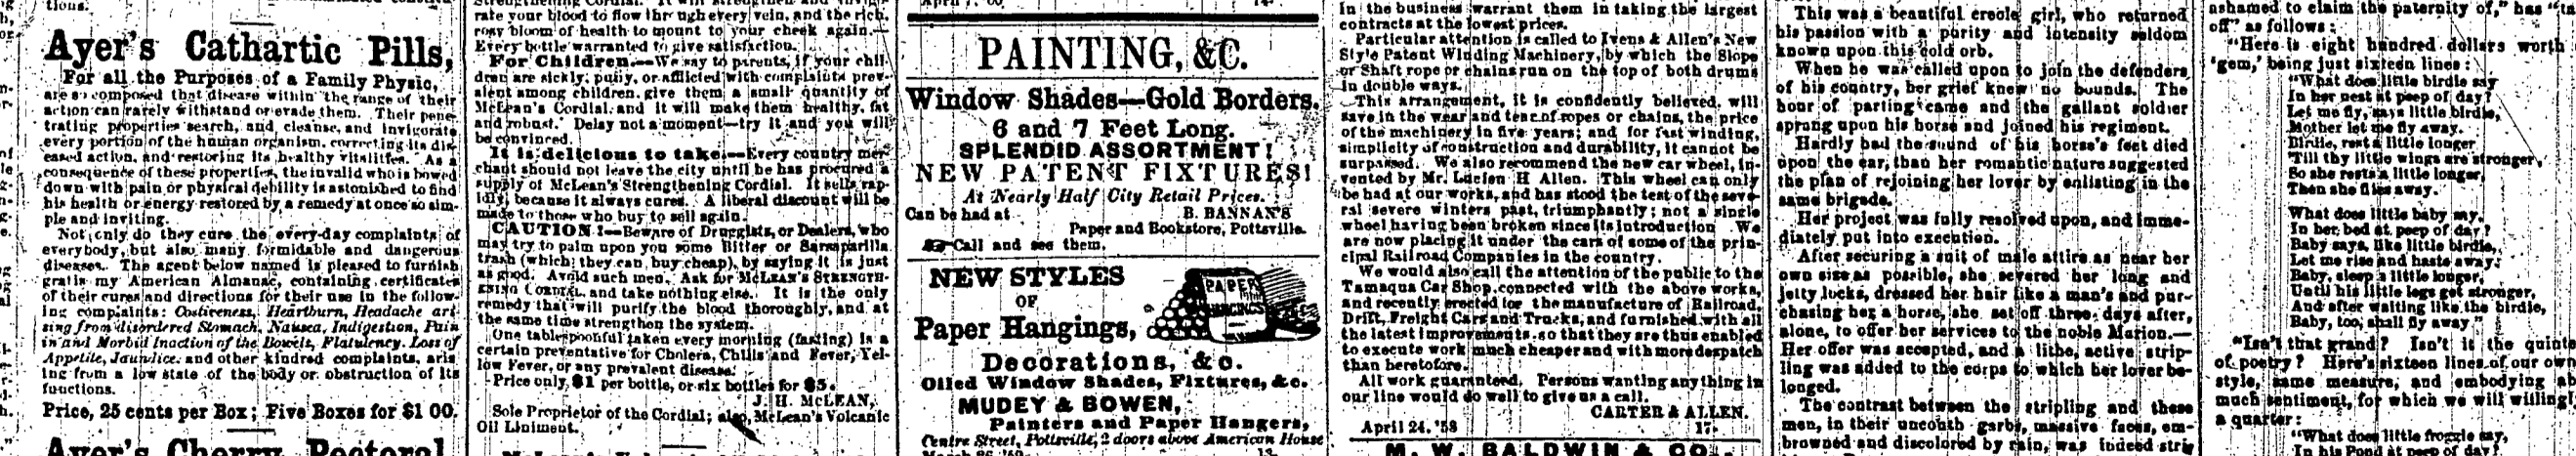 tions.
Ayer's Cathartic Pills,
For all the Purposes of a Family Physic,
are so composed that disease within the range of their
action can rarely withstand or evade them. Their pene-
trating properties search, and cleanse, and invigorate
every portion of the human organism, correcting its dis-
eased action, and restoring its healthy vitalities. As a
consequence of these properties, the invalid who is bowed
down with pain or physical debility is astonished to find
his health or energy restored by a remedy at once so sim-
ple and inviting.
Not only do they cure the every-day complaints of
everybody, but also many formidable and dangerous
diseases. The agent below named is pleased to furnish
gratis my American Almanac, containing certificates
of their cures and directions for their use in the follow-
ing complaints: Costiveness, Heartburn, Headache ari-
sing from disordered Stomach, Nausea, Indigestion, Pain
in and Morbid Inaction of the Bowels, Flatulency, Loss of
Appetite, Jaundice, and other kindred complaints, aris
ing from a low state of the body or obstruction of its
functions.
Price, 25 cents per Box; Five Boxes for $1 00.
Ayer's Cherry Pectoral
rate your blood to flow through every vein, and the rich,
rosy bloom of health to mount to your cheek again.—
Every bottle warranted to give satisfaction.
For Children.—We say to parents, if your chil-
dren are sickly, puny, or afflicted with complaints prev-
alent among children, give them a small quantity of
McLean's Cordial, and it will make them healthy, fat
and robust. Delay not a moment—try it and you will
be convinced.
It is delicious to take.—Every country mer-
chant should not leave the city until he has procured a
supply of McLean's Strengthening Cordial. It sells rap-
idly, because it always cures. A liberal discount will be
made to those who buy to sell again.
CAUTION!—Beware of Druggists, or Dealers, who
may try to palm upon you some Bitter or Sarsaparilla
trash (which they can buy cheap), by saying it is just
as good. Avoid such men. Ask for McLEAN'S STRENGTH-
ENING CORDIAL, and take nothing else. It is the only
remedy that will purify the blood thoroughly, and at
the same time strengthen the system.
One tablespoonful taken every morning (fasting) is a
certain preventative for Cholera, Chills and Fever, Yel-
low Fever, or any prevalent disease.
Price only $1 per bottle, or six bottles for $5.
J. H. McLEAN,
Sole Proprietor of the Cordial; also, McLean's Volcanic
Oil Liniment.
PAINTING, &C.
Window Shades—Gold Borders.
6 and 7 Feet Long.
SPLENDID ASSORTMENT!
NEW PATENT FIXTURES!
At Nearly Half City Retail Prices.
Can be had at B. BANNAN'S
Paper and Bookstore, Pottsville.
Call and see them.
NEW STYLES
OF
Paper Hangings,
PAPER
HANGINGS
Decorations, &c.
Oiled Window Shades, Fixtures, &c.
MUDEY & BOWEN,
Painters and Paper Hangers,
Centre Street, Pottsville, 2 doors above American House
In the business warrant them in taking the largest
contracts at the lowest prices.
Particular attention is called to Ivens & Allen's New
Style Patent Winding Machinery, by which the Slope
or Shaft rope or chains run on the top of both drums
in double ways.
This arrangement, it is confidently believed, will
save in the wear and tear of ropes or chains, the price
of the machinery in five years; and for fast winding,
simplicity of construction and durability, it cannot be
surpassed. We also recommend the new car wheel, in-
vented by Mr. Lucien H Allen. This wheel can only
be had at our works, and has stood the test of the seve-
ral severe winters past, triumphantly; not a single
wheel having been broken since its introduction We
are now placing it under the cars of some of the prin-
cipal Railroad Companies in the country.
We would also call the attention of the public to the
Tamaqua Car Shop, connected with the above works,
and recently erected for the manufacture of Railroad,
Drift, Freight Cars and Trucks, and furnished with all
the latest improvements, so that they are thus enabled
to execute work much cheaper and with more despatch
than heretofore.
All work guaranteed. Persons wanting anything in
our line would do well to give us a call.
CARTER & ALLEN.
April 24, '58 17-
M. W. BALDWIN & CO.
This was a beautiful creole girl, who returned
his passion with a purity and intensity seldom
known upon this cold orb.
When he was called upon to join the defenders
of his country, her grief knew no bounds. The
hour of parting came and the gallant soldier
sprang upon his horse and joined his regiment.
Hardly had the sound of his horse's feet died
upon the ear, than her romantic nature suggested
the plan of rejoining her lover by enlisting in the
same brigade.
Her project was fully resolved upon, and imme-
diately put into execution.
After securing a suit of male attire as near her
own size as possible, she severed her long and
jetty locks, dressed her hair like a man's and pur-
chasing her a horse, she set off three days after,
alone, to offer her services to the noble Marion.—
Her offer was accepted, and a lithe, active strip-
ling was added to the corps to which her lover be-
longed.
The contrast between the stripling and these
men, in their uncouth garbs, massive faces, em-
browned and discolored by rain, was indeed
ashamed to claim the paternity of," has
off" as follows:
"Here is eight hundred dollars worth
'gem,' being just sixteen lines:
"What does little birdie say
In her nest at peep of day?
Let me fly, says little birdie,
Mother let me fly away.
Birdie, rest a little longer
'Till thy little wings are stronger,
So she rests a little longer,
Then she flies away.
What does little baby say,
In her bed at peep of day?
Baby says, like little birdie,
Let me rise and haste away;
Baby, sleep a little longer,
Until his little legs get stronger,
And after waiting like the birdie,
Baby, too, shall fly away."
"Isn't that grand? Isn't it the
of poetry? Here's sixteen lines of our own
style, same measure, and embodying
much sentiment, for which we will
a quarter:
"What does little froggie say,
In his Pond at peep of day?